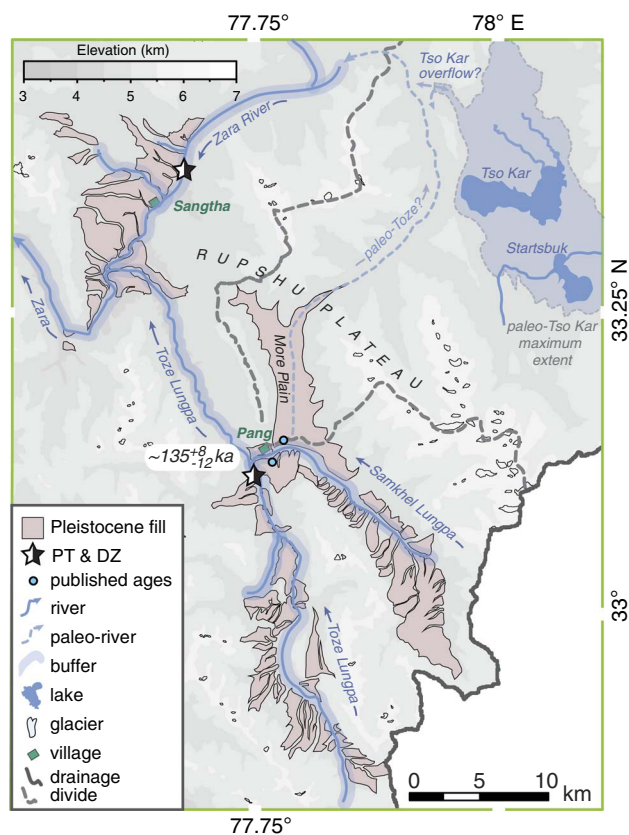 77.75°
78° E
Elevation (km)
3 4 5 6 7
Tso Kar
overflow?
Zara River
Tso Kar
Sangtha
paleo-Toze?
Startsbuk
RUPSHU PLATEAU
33.25° N
Zara
paleo-Tso Kar
maximum
extent
Toze Lungpa
More Plain
Pang
~135+8-12 ka
Samkhel Lungpa
Pleistocene fill
PT & DZ
published ages
river
paleo-river
buffer
lake
glacier
village
drainage
divide
33°
Toze Lungpa
0 5 10
km
77.75°